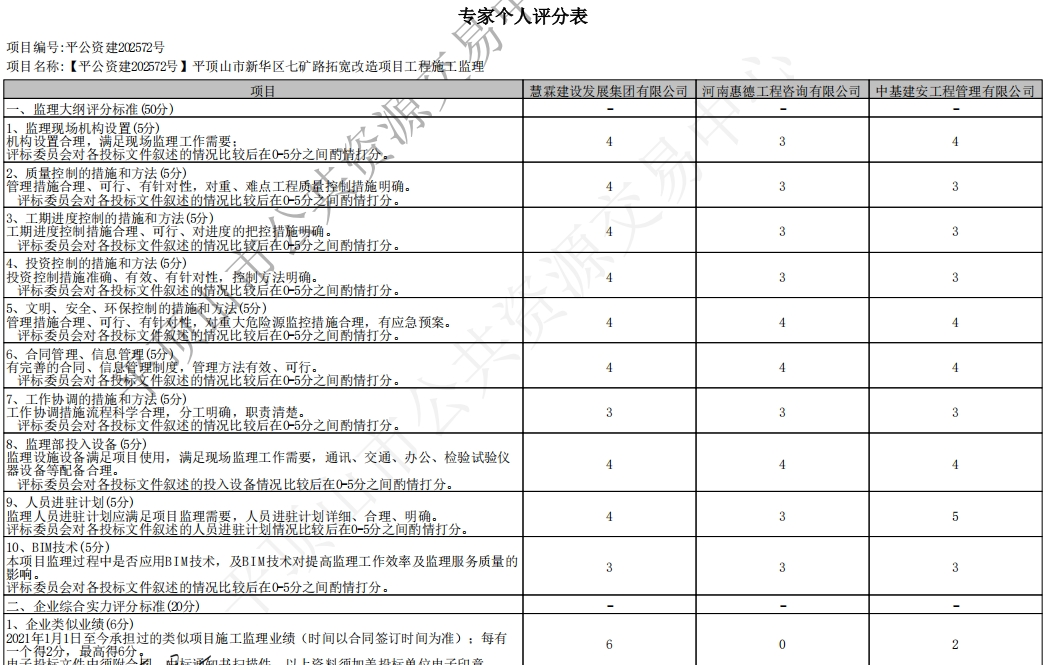 专家个人评分表
项目编号:平公资建202572号
项目名称:【平公资建202572号】平顶山市新华区七矿路拓宽改造项目工程施工监理
项目 慧霖建设发展集团有限公司 河南惠德工程咨询有限公司 中基建安工程管理有限公司
一、监理大纲评分标准(50分) - - -
1、监理现场机构设置(5分)
机构设置合理，满足现场监理工作需要；
评标委员会对各投标文件叙述的情况比较后在0-5分之间酌情打分。
4 3 4
2、质量控制的措施和方法(5分)
管理措施合理、可行、有针对性，对重、难点工程质量控制措施明确。
评标委员会对各投标文件叙述的情况比较后在0-5分之间酌情打分。
4 3 3
3、工期进度控制的措施和方法(5分)
工期进度控制措施合理、可行、对进度的把控措施明确。
评标委员会对各投标文件叙述的情况比较后在0-5分之间酌情打分。
4 3 3
4、投资控制的措施和方法(5分)
投资控制措施准确、有效、有针对性，控制方法明确。
评标委员会对各投标文件叙述的情况比较后在0-5分之间酌情打分。
4 3 3
5、文明、安全、环保控制的措施和方法(5分)
管理措施合理、可行、有针对性，对重大危险源监控措施合理，有应急预案。
评标委员会对各投标文件叙述的情况比较后在0-5分之间酌情打分。
4 4 4
6、合同管理、信息管理(5分)
有完善的合同、信息管理制度，管理方法有效、可行。
评标委员会对各投标文件叙述的情况比较后在0-5分之间酌情打分。
4 4 4
7、工作协调的措施和方法(5分)
工作协调措施流程科学合理，分工明确，职责清楚。
评标委员会对各投标文件叙述的情况比较后在0-5分之间酌情打分。
3 3 3
8、监理部投入设备(5分)
监理设施设备满足项目使用，满足现场监理工作需要，通讯、交通、办公、检验试验仪
器设备等配备合理。
评标委员会对各投标文件叙述的投入设备情况比较后在0-5分之间酌情打分。
4 4 4
9、人员进驻计划(5分)
监理人员进驻计划应满足项目监理需要，人员进驻计划详细、合理、明确。
评标委员会对各投标文件叙述的人员进驻计划情况比较后在0-5分之间酌情打分。
4 3 5
10、BIM技术(5分)
本项目监理过程中是否应用BIM技术，及BIM技术对提高监理工作效率及监理服务质量的
影响。
评标委员会对各投标文件叙述的情况比较后在0-5分之间酌情打分。
3 3 3
二、企业综合实力评分标准(20分) - - -
1、企业类似业绩(6分)
2021年1月1日至今承担过的类似项目施工监理业绩（时间以合同签订时间为准）；每有
一个得2分，最高得6分。
6 0 2
平顶山市公共资源交易中
平顶山市公共资源交易中心